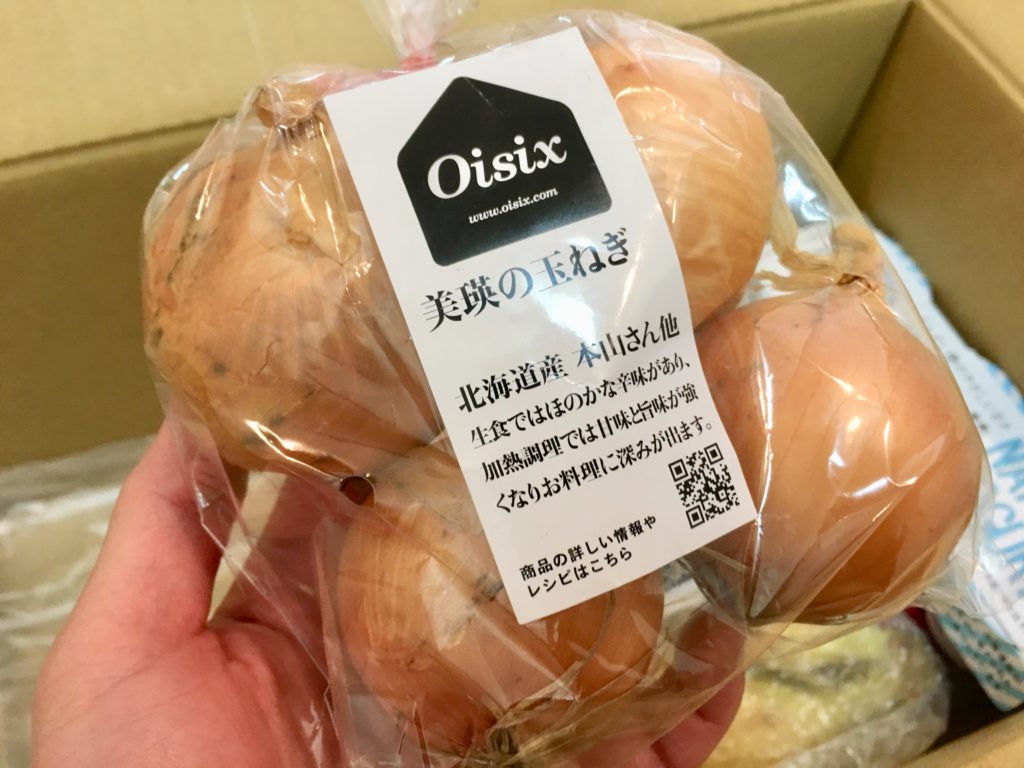 Oisix
www.oisix.com
美瑛の玉ねぎ
北海道産 本山さん他
生食ではほのかな辛味があり、
加熱調理では甘味と旨味が強
くなりお料理に深みが出ます。
商品の詳しい情報や
レシピはこちら